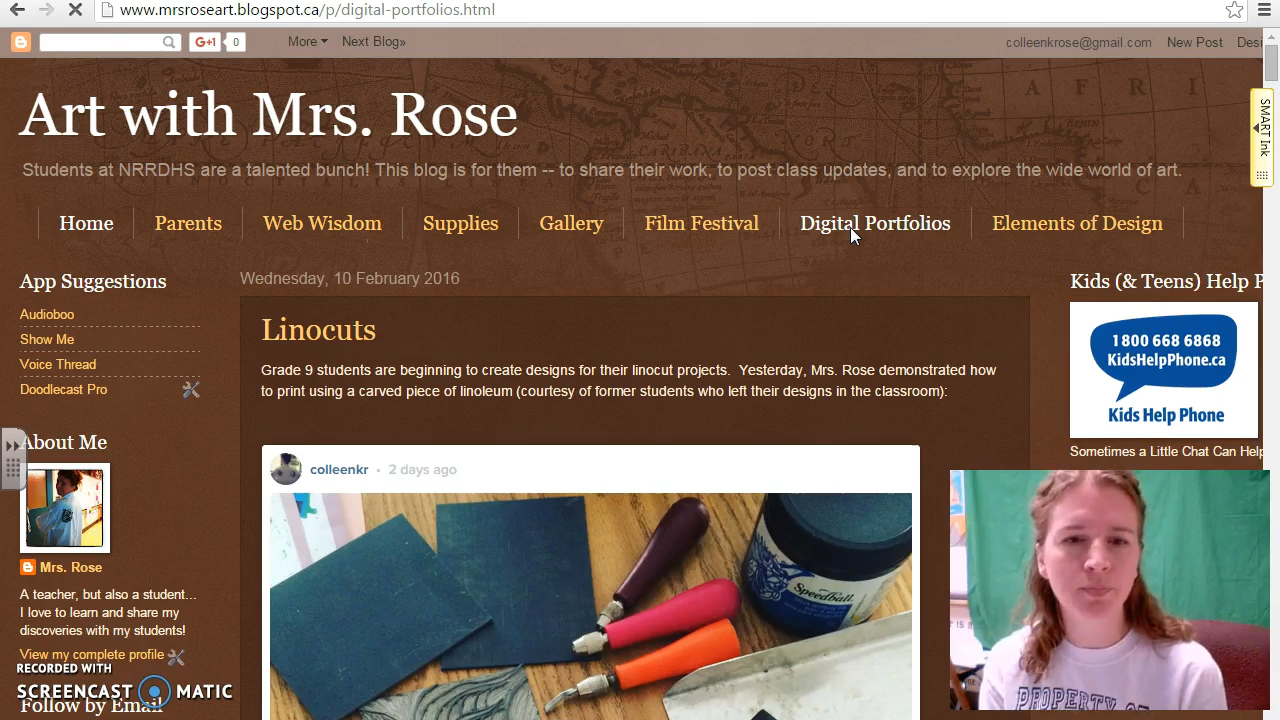 www.mrsroseart.blogspot.ca/p/digital-portfolios.html
G+1 0 More Next Blog» colleenkrose@gmail.com New Post Desi
Art with Mrs. Rose
Students at NRRDHS are a talented bunch! This blog is for them -- to share their work, to post class updates, and to explore the wide world of art.
Home Parents Web Wisdom Supplies Gallery Film Festival Digital Portfolios Elements of Design
SMART Ink
AFRI
BENIN
App Suggestions
Audioboo
Show Me
Voice Thread
Doodlecast Pro
About Me
Mrs. Rose
A teacher, but also a student...
I love to learn and share my
discoveries with my students!
View my complete profile
RECORDED WITH
SCREENCAST MATIC
Follow by Email
Wednesday, 10 February 2016
Linocuts
Grade 9 students are beginning to create designs for their linocut projects. Yesterday, Mrs. Rose demonstrated how
to print using a carved piece of linoleum (courtesy of former students who left their designs in the classroom):
colleenkr • 2 days ago
Speedball
Kids (& Teens) Help P
1 800 668 6868
KidsHelpPhone.ca
Kids Help Phone
Sometimes a Little Chat Can Help
PROPERTY OF